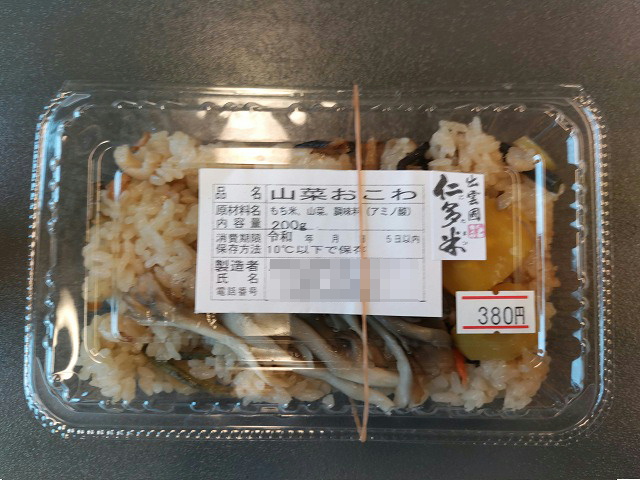 品名 山菜おこわ
原材料名 もち米、山菜、調味料(アミノ酸)
内容量 200g
消費期限 令和 年 月 5日以内
保存方法 10℃以下で保存
製造者
氏名
電話番号
出雲國
仁多米
380円